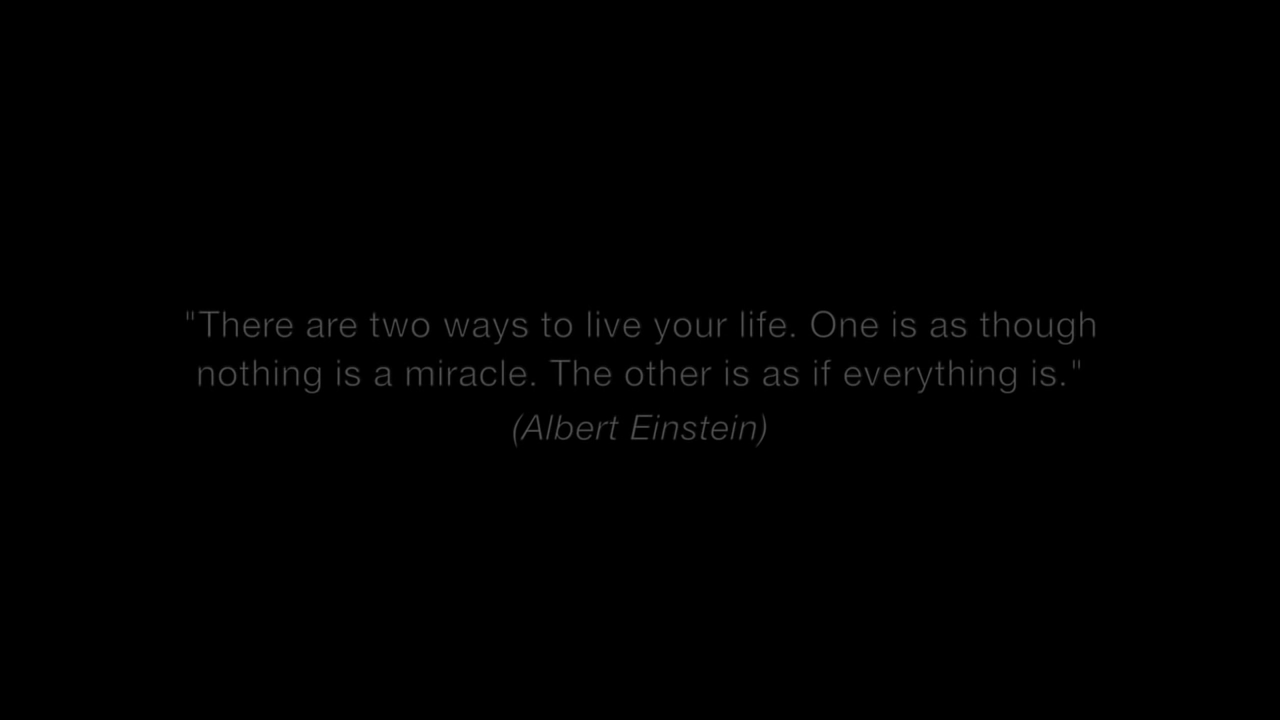 "There are two ways to live your life. One is as though
nothing is a miracle. The other is as if everything is."
(Albert Einstein)